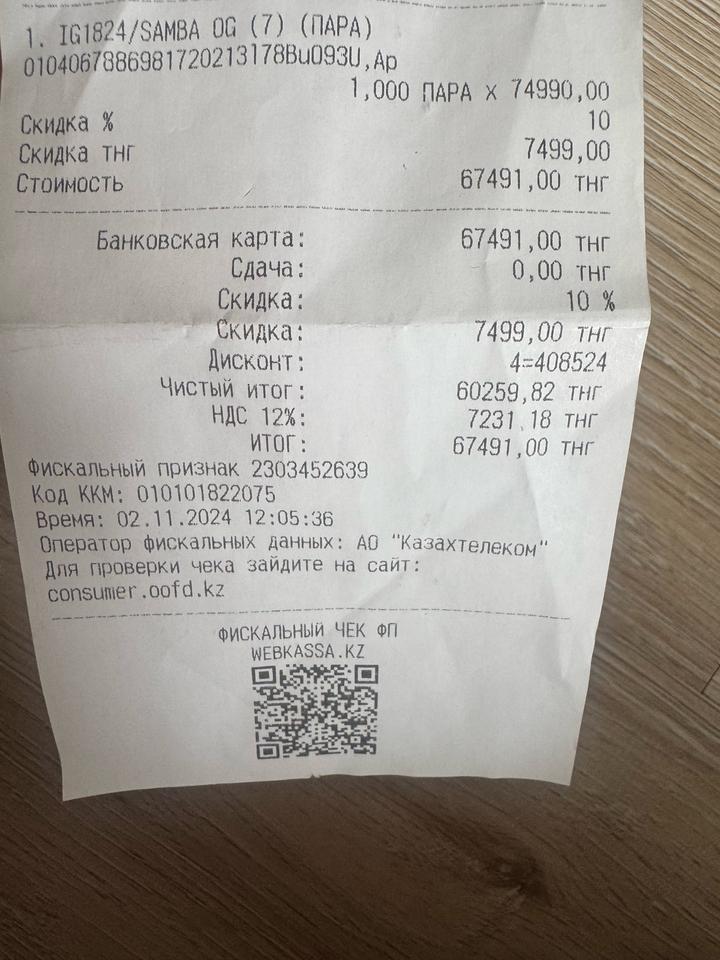 1. IG1824/SAMBA OG (7) (ПАРА)
0104067886981720213178Bu093U,Ap
1,000 ПАРА x 74990,00
Скидка % 10
Скидка тнг 7499,00
Стоимость 67491,00 тнг
Банковская карта: 67491,00 тнг
Сдача: 0,00 тнг
Скидка: 10 %
Скидка: 7499,00 тнг
Дисконт: 4=408524
Чистый итог: 60259,82 тнг
НДС 12%: 7231,18 тнг
ИТОГ: 67491,00 тнг
Фискальный признак 2303452639
Код ККМ: 010101822075
Время: 02.11.2024 12:05:36
Оператор фискальных данных: АО "Казахтелеком"
Для проверки чека зайдите на сайт:
consumer.oofd.kz
ФИСКАЛЬНЫЙ ЧЕК ФП
WEBKASSA.KZ